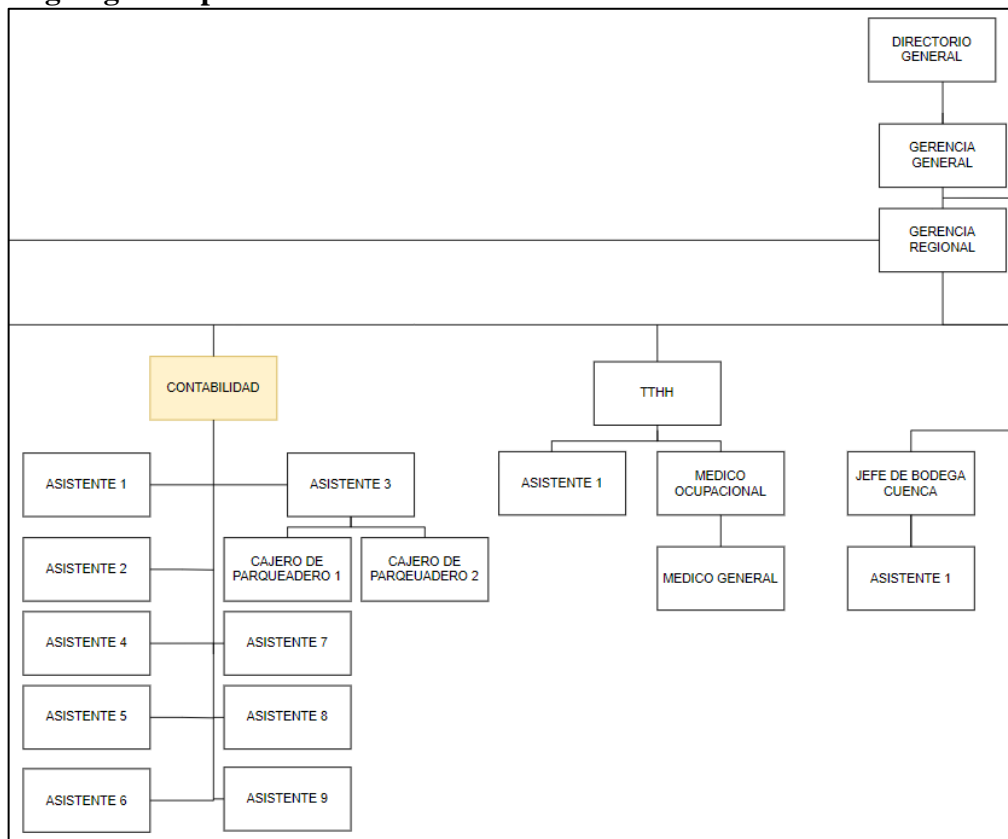 DIRECTORIO
GENERAL
GERENCIA
GENERAL
GERENCIA
REGIONAL
CONTABILIDAD
TTHH
ASISTENTE 1
ASISTENTE 3
ASISTENTE 1
MEDICO
OCUPACIONAL
JEFE DE BODEGA
CUENCA
ASISTENTE 2
CAJERO DE
PARQUEADERO 1
CAJERO DE
PARQEUADERO 2
MEDICO GENERAL
ASISTENTE 1
ASISTENTE 4
ASISTENTE 7
ASISTENTE 5
ASISTENTE 8
ASISTENTE 6
ASISTENTE 9